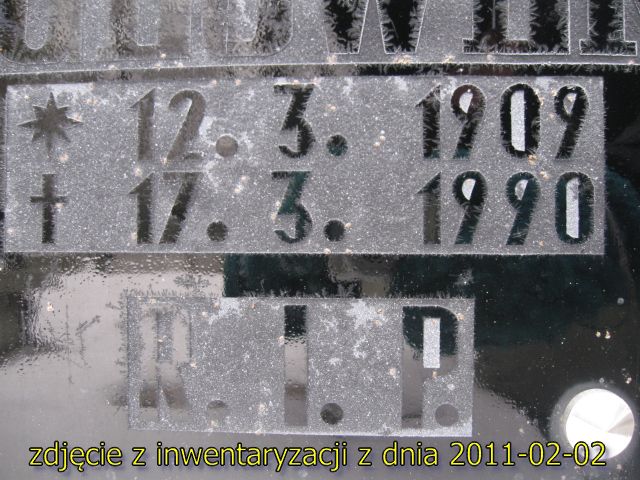 * 12. 3. 1909
† 17. 3. 1990
R. I. P.
zdjęcie z inwentaryzacji z dnia 2011-02-02